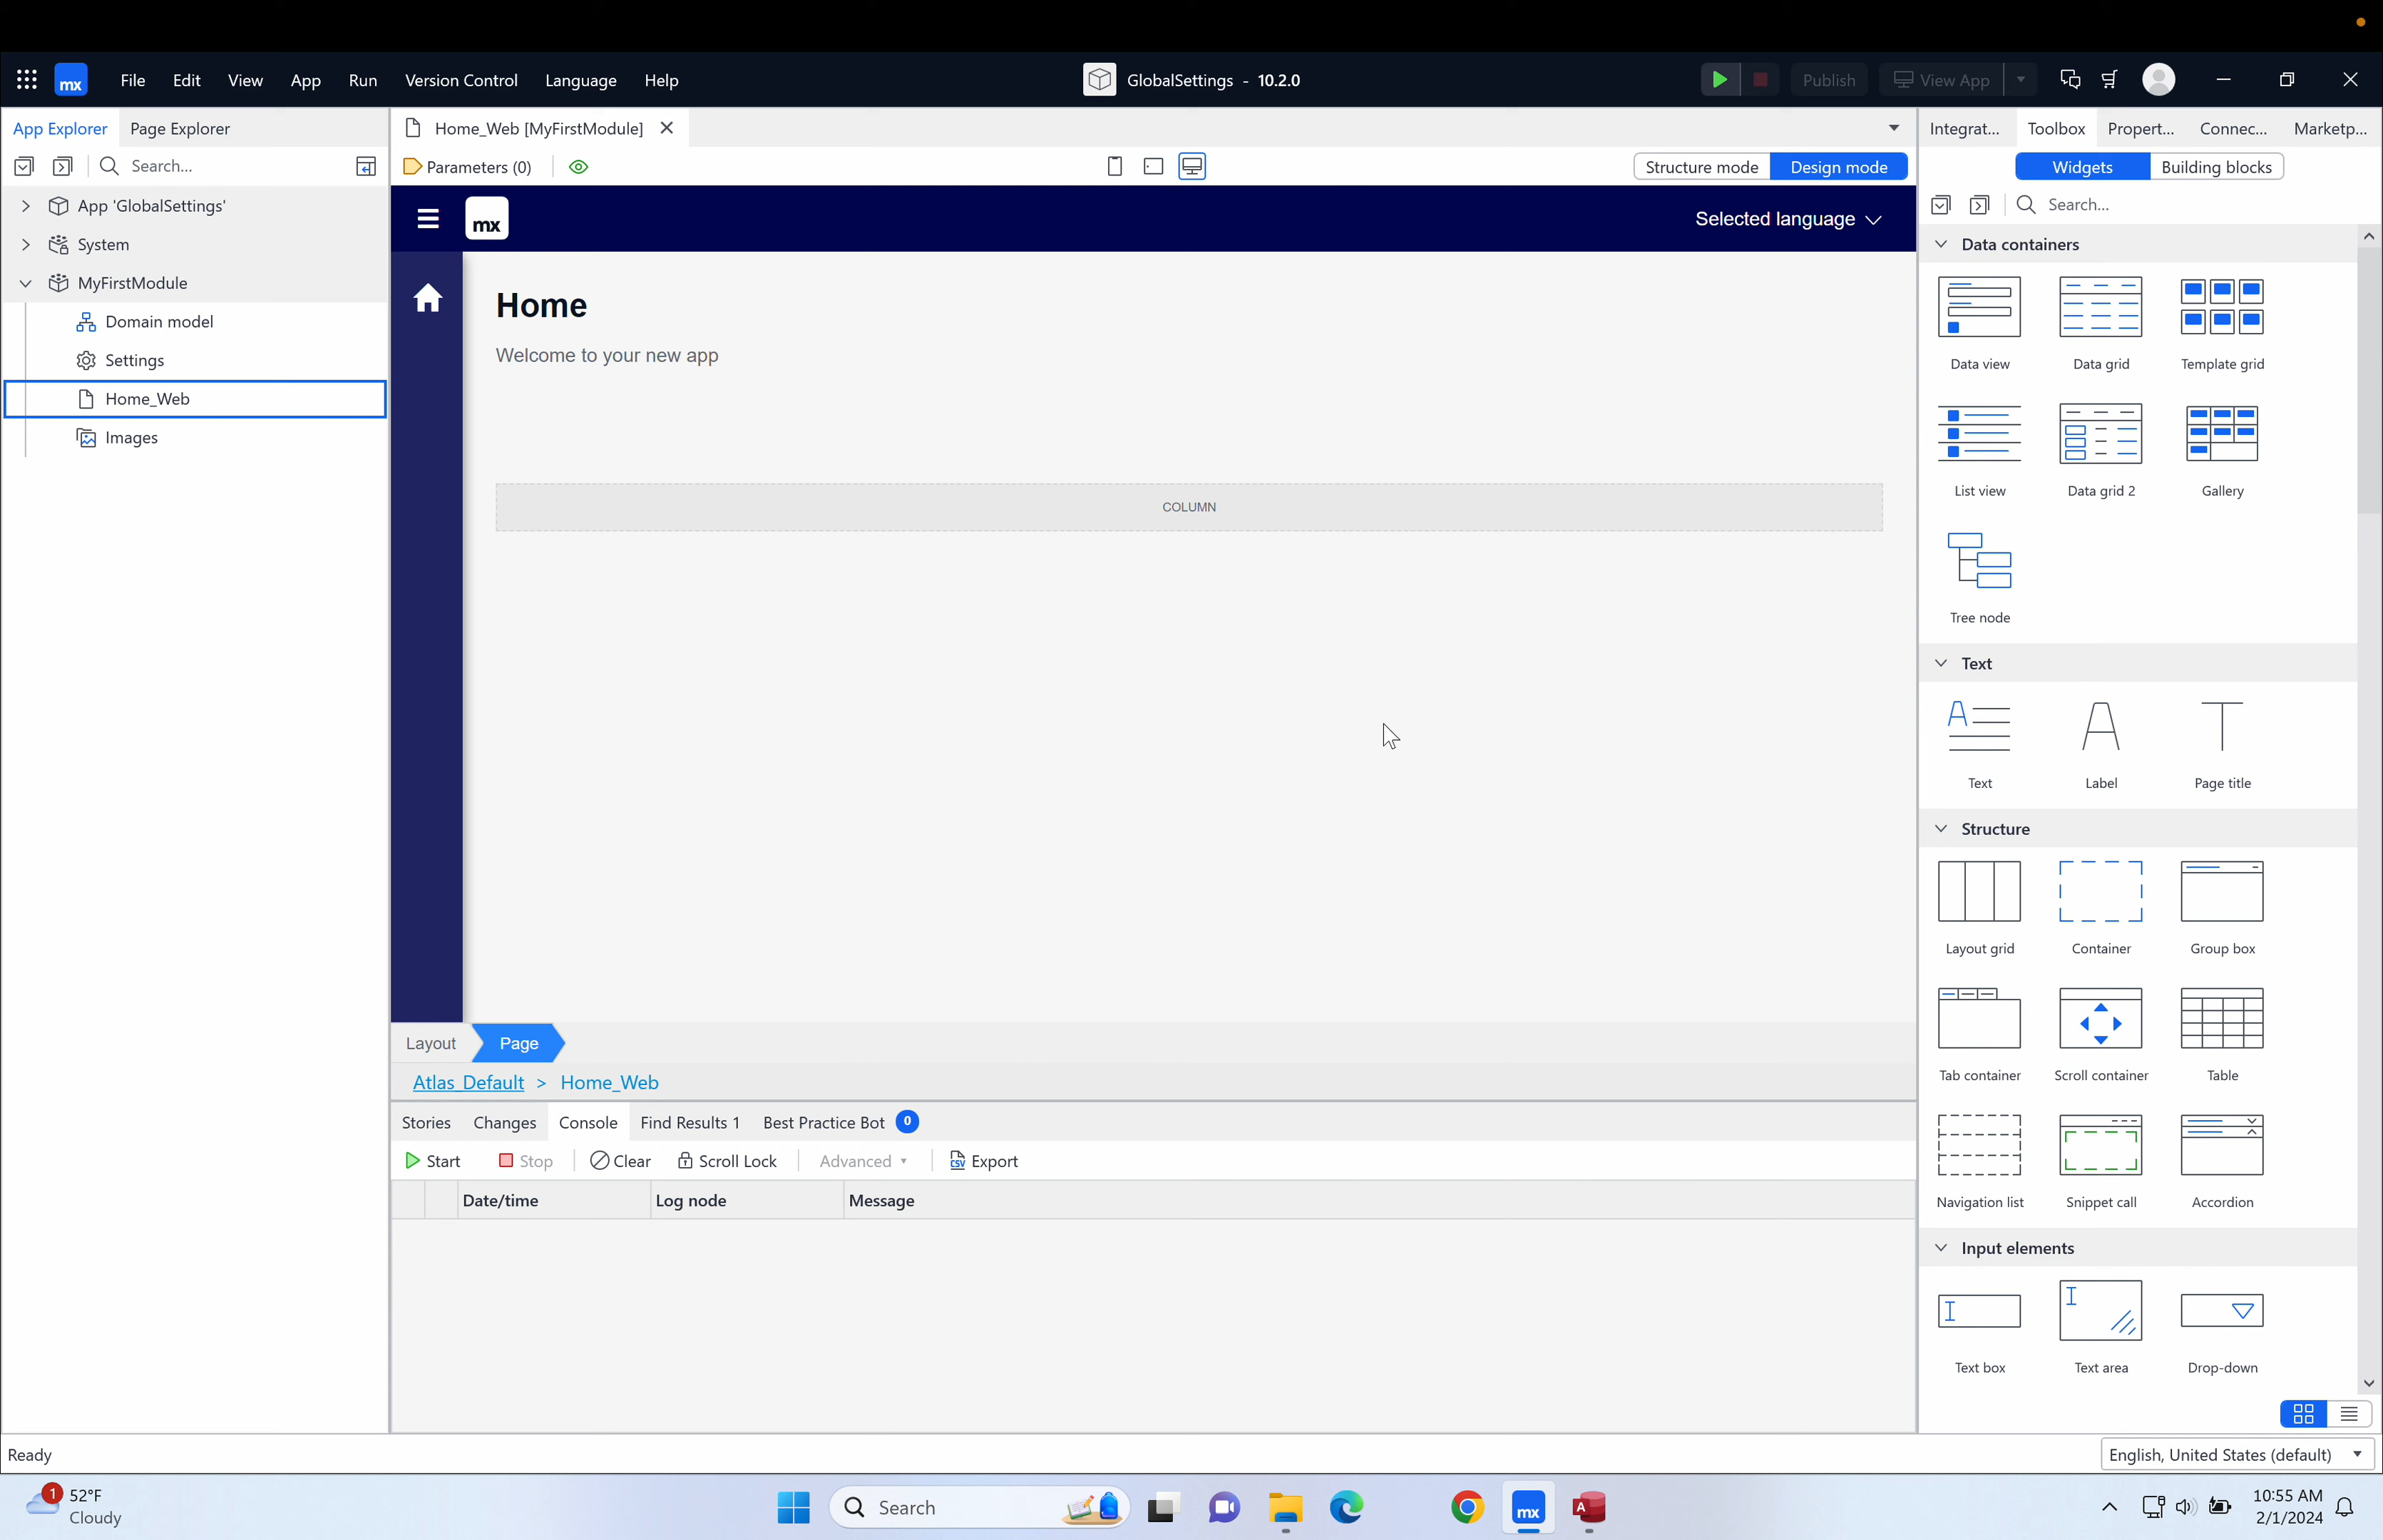 mx File Edit View App Run Version Control Language Help GlobalSettings - 10.2.0 Publish View App
App Explorer Page Explorer
Search...
App 'GlobalSettings'
System
MyFirstModule
Domain model
Settings
Home_Web
Images
Home_Web [MyFirstModule]
Parameters (0) Structure mode Design mode
mx Selected language
Home
Welcome to your new app
COLUMN
Layout Page
Atlas_Default > Home_Web
Stories Changes Console Find Results 1 Best Practice Bot 0
Start Stop Clear Scroll Lock Advanced CSV Export
Date/time Log node Message
Integrat... Toolbox Propert... Connec... Marketp...
Widgets Building blocks
Search...
Data containers
Data view Data grid Template grid
List view Data grid 2 Gallery
Tree node
Text
Text Label Page title
Structure
Layout grid Container Group box
Tab container Scroll container Table
Navigation list Snippet call Accordion
Input elements
Text box Text area Drop-down
Ready English, United States (default)
1 52°F
Cloudy
Search mx A
10:55 AM
2/1/2024